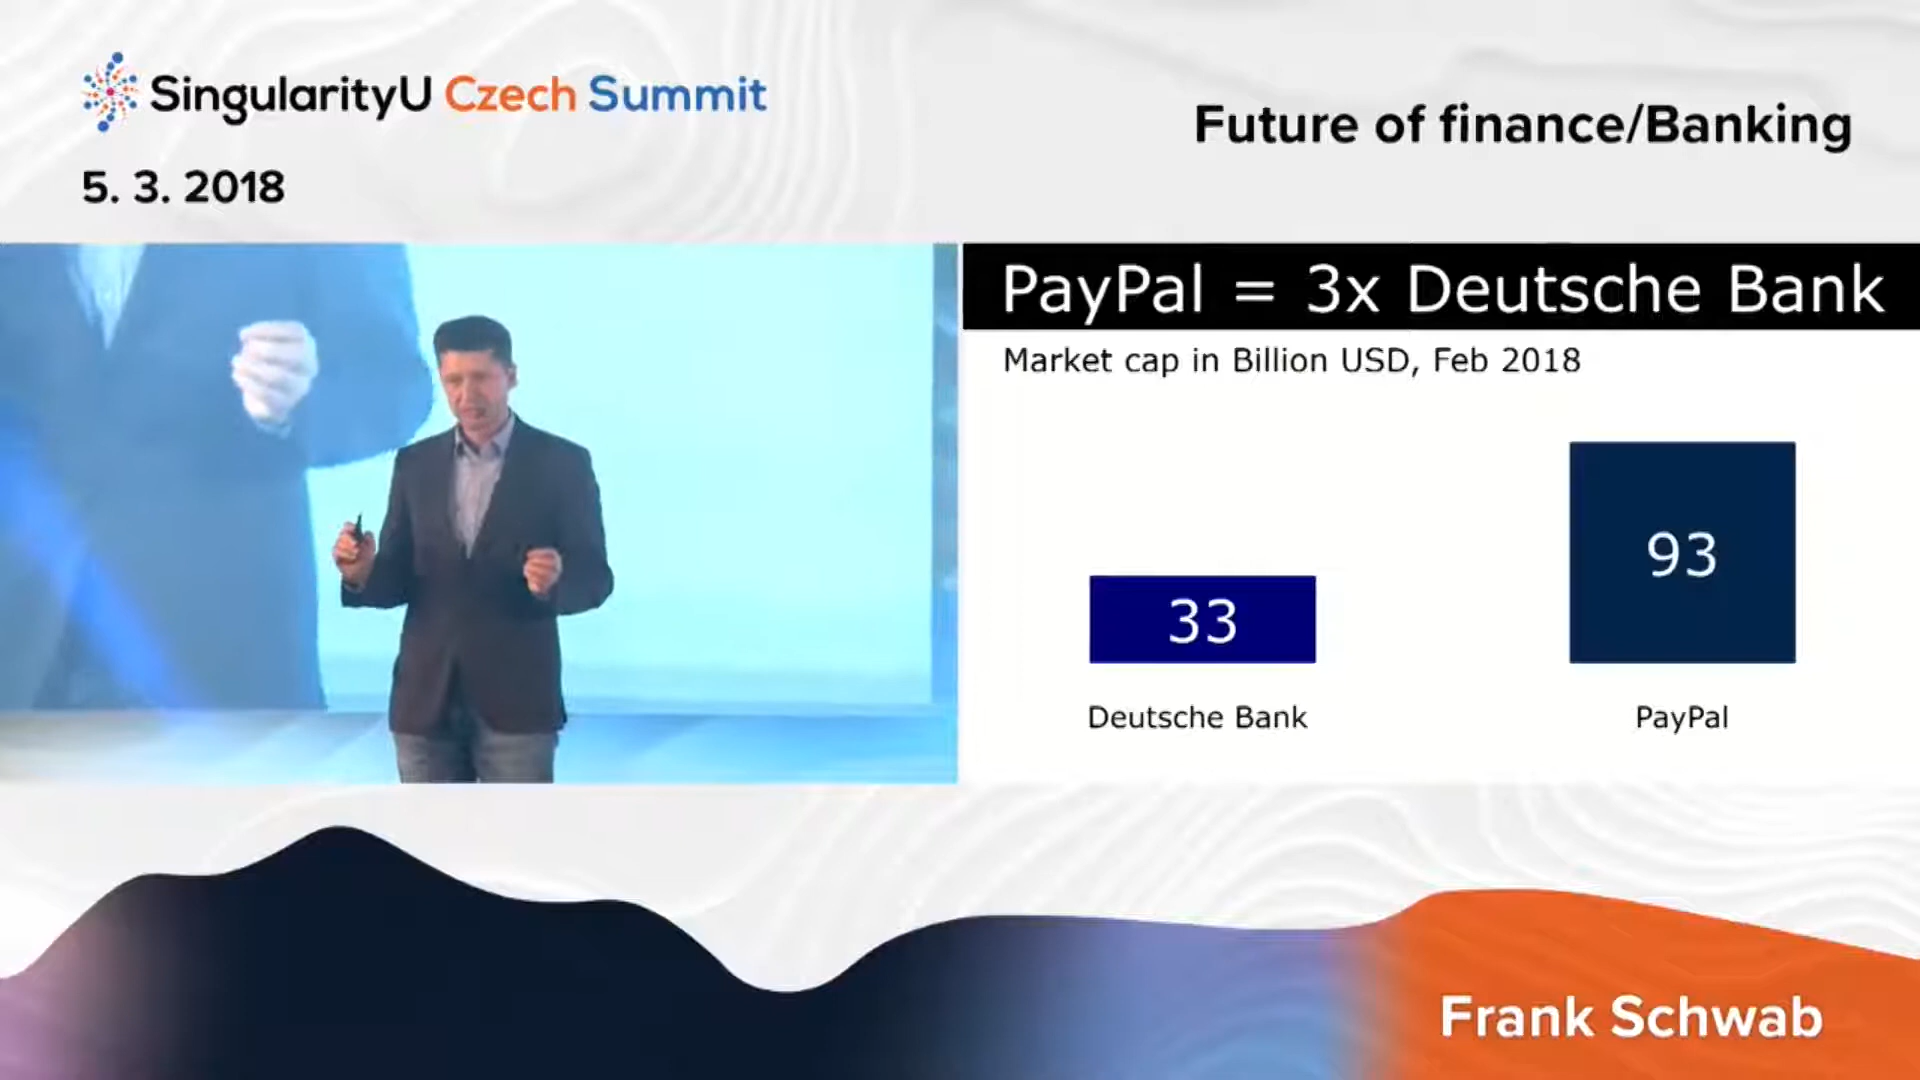 SingularityU Czech Summit
5. 3. 2018
Future of finance/Banking
PayPal = 3x Deutsche Bank
Market cap in Billion USD, Feb 2018
33
93
Deutsche Bank
PayPal
Frank Schwab